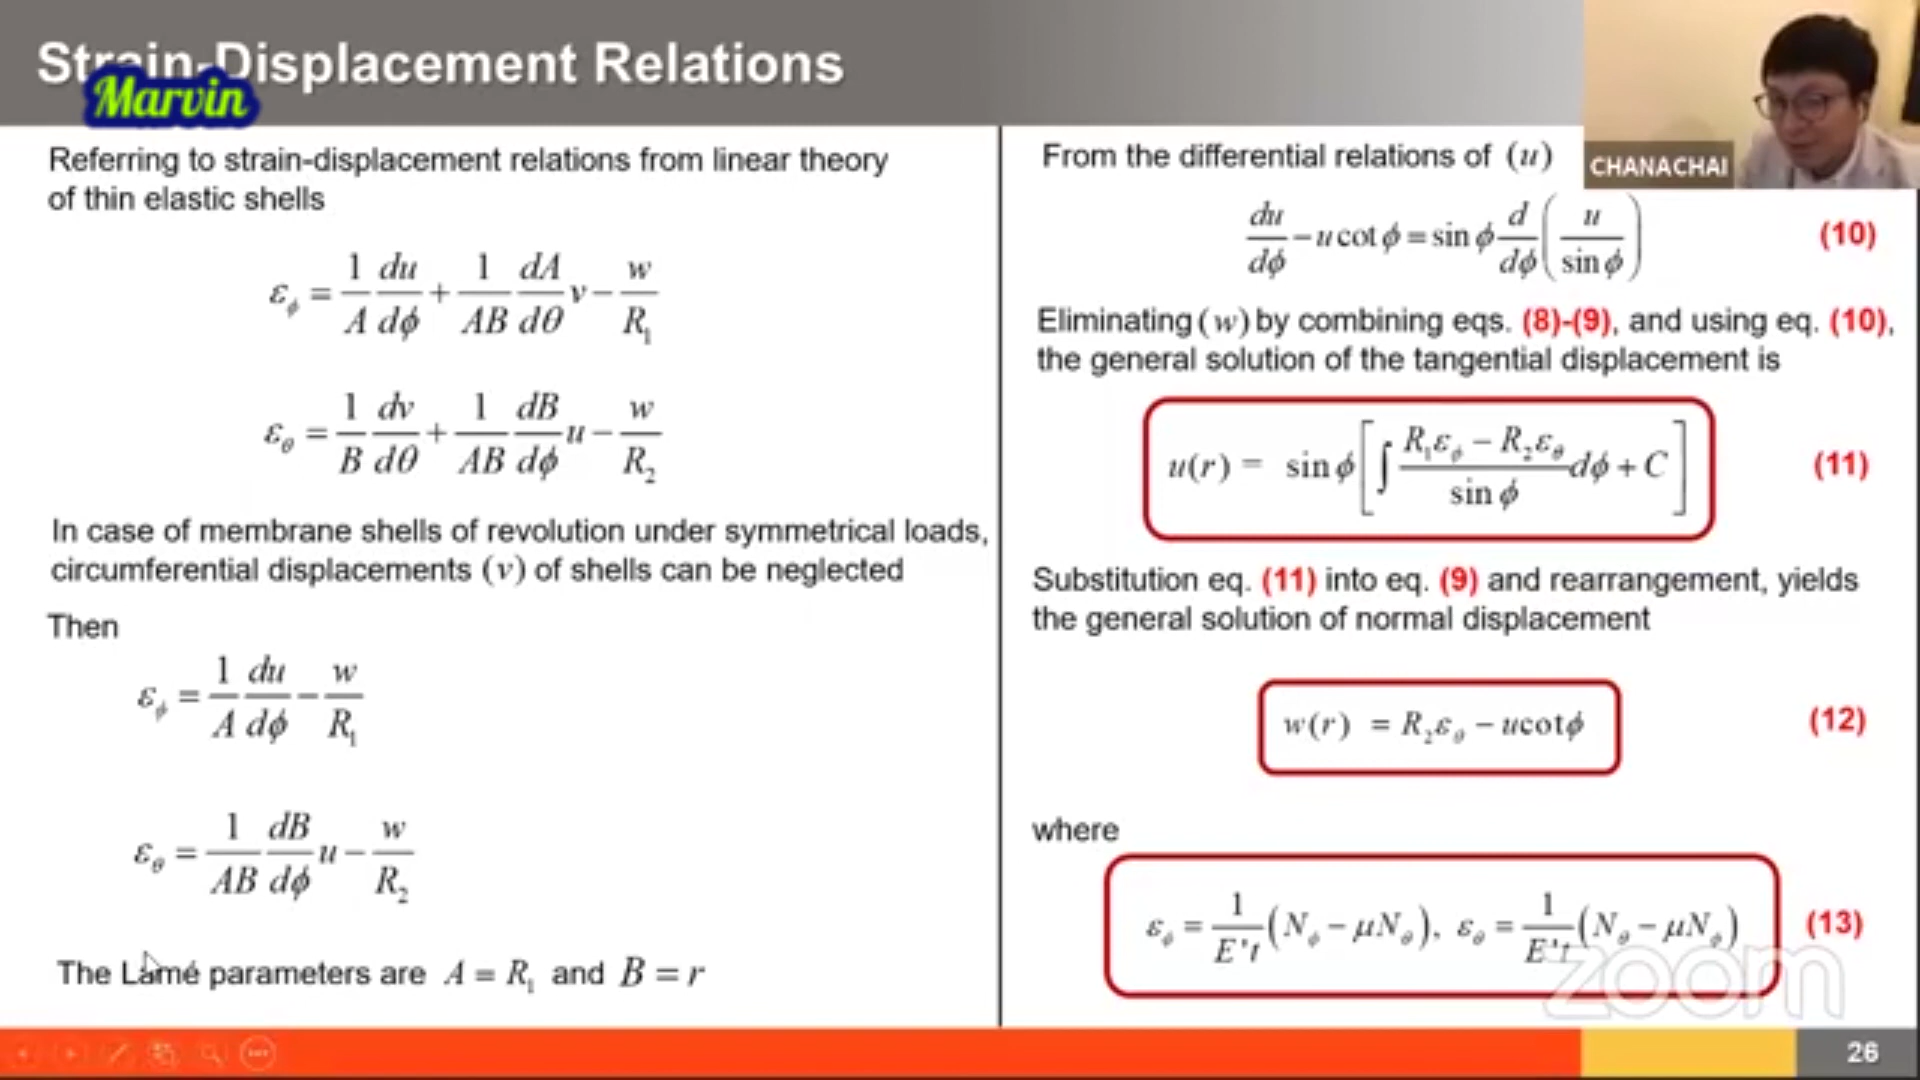 Strain-Displacement Relations
Marvin
CHANACHAI
Referring to strain-displacement relations from linear theory
of thin elastic shells
ε_ϕ = 1/A du/dϕ + 1/AB dA/dθ v − w/R₁
ε_θ = 1/B dv/dθ + 1/AB dB/dϕ u − w/R₂
In case of membrane shells of revolution under symmetrical loads,
circumferential displacements (v) of shells can be neglected
Then
ε_ϕ = 1/A du/dϕ − w/R₁
ε_θ = 1/AB dB/dϕ u − w/R₂
The Lamé parameters are A = R₁ and B = r
From the differential relations of (u)
du/dϕ − u cot ϕ = sin ϕ d/dϕ (u/sin ϕ) (10)
Eliminating (w) by combining eqs. (8)-(9), and using eq. (10),
the general solution of the tangential displacement is
u(r) = sin ϕ [∫ (R₁ε_ϕ − R₂ε_θ)/sin ϕ dϕ + C] (11)
Substitution eq. (11) into eq. (9) and rearrangement, yields
the general solution of normal displacement
w(r) = R₂ε_θ − ucotϕ (12)
where
ε_ϕ = 1/E't (N_ϕ − μN_θ), ε_θ = 1/E't (N_θ − μN_ϕ) (13)
zoom
26